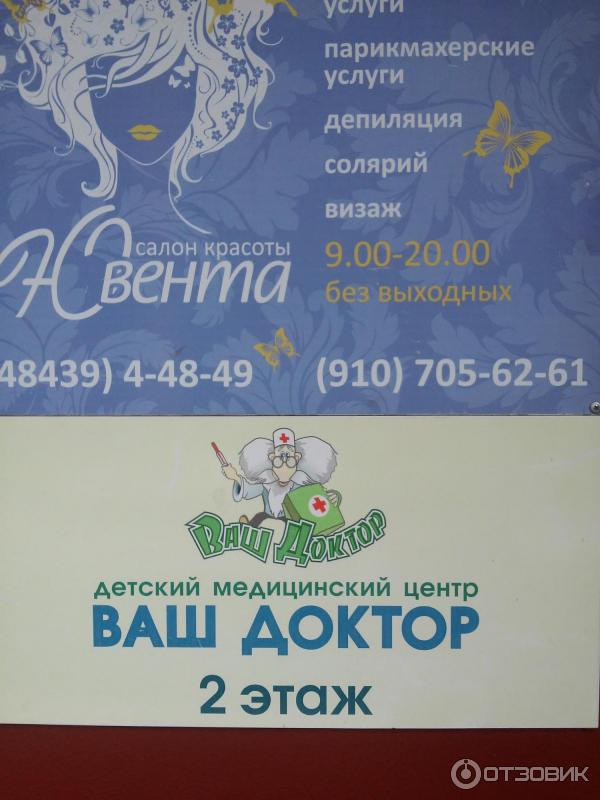 услуги
парикмахерские
услуги
депиляция
солярий
визаж
салон красоты
Ювента
9.00-20.00
без выходных
48439) 4-48-49
(910) 705-62-61
Ваш Доктор
детский медицинский центр
ВАШ ДОКТОР
2 этаж
ОТЗОВИК